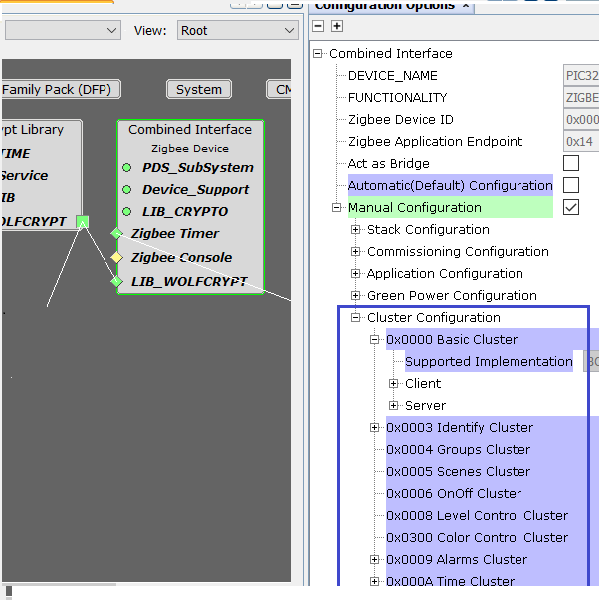 Configuration Options
View:
Root
Family Pack (DFP)
System
CM
ypt Library
TIME
Service
IB
OLFCRYPT
Combined Interface
Zigbee Device
PDS_SubSystem
Device_Support
LIB_CRYPTO
Zigbee Timer
Zigbee Console
LIB_WOLFCRYPT
Combined Interface
DEVICE_NAME PIC32
FUNCTIONALITY ZIGBE
Zigbee Device ID 0x000
Zigbee Application Endpoint 0x14
Act as Bridge
Automatic(Default) Configuration
Manual Configuration
Stack Configuration
Commissioning Configuration
Application Configuration
Green Power Configuration
Cluster Configuration
0x0000 Basic Cluster
Supported Implementation
Client
Server
0x0003 Identify Cluster
0x0004 Groups Cluster
0x0005 Scenes Cluster
0x0006 OnOff Cluster
0x0008 Level Control Cluster
0x0300 Color Control Cluster
0x0009 Alarms Cluster
0x000A Time Cluster